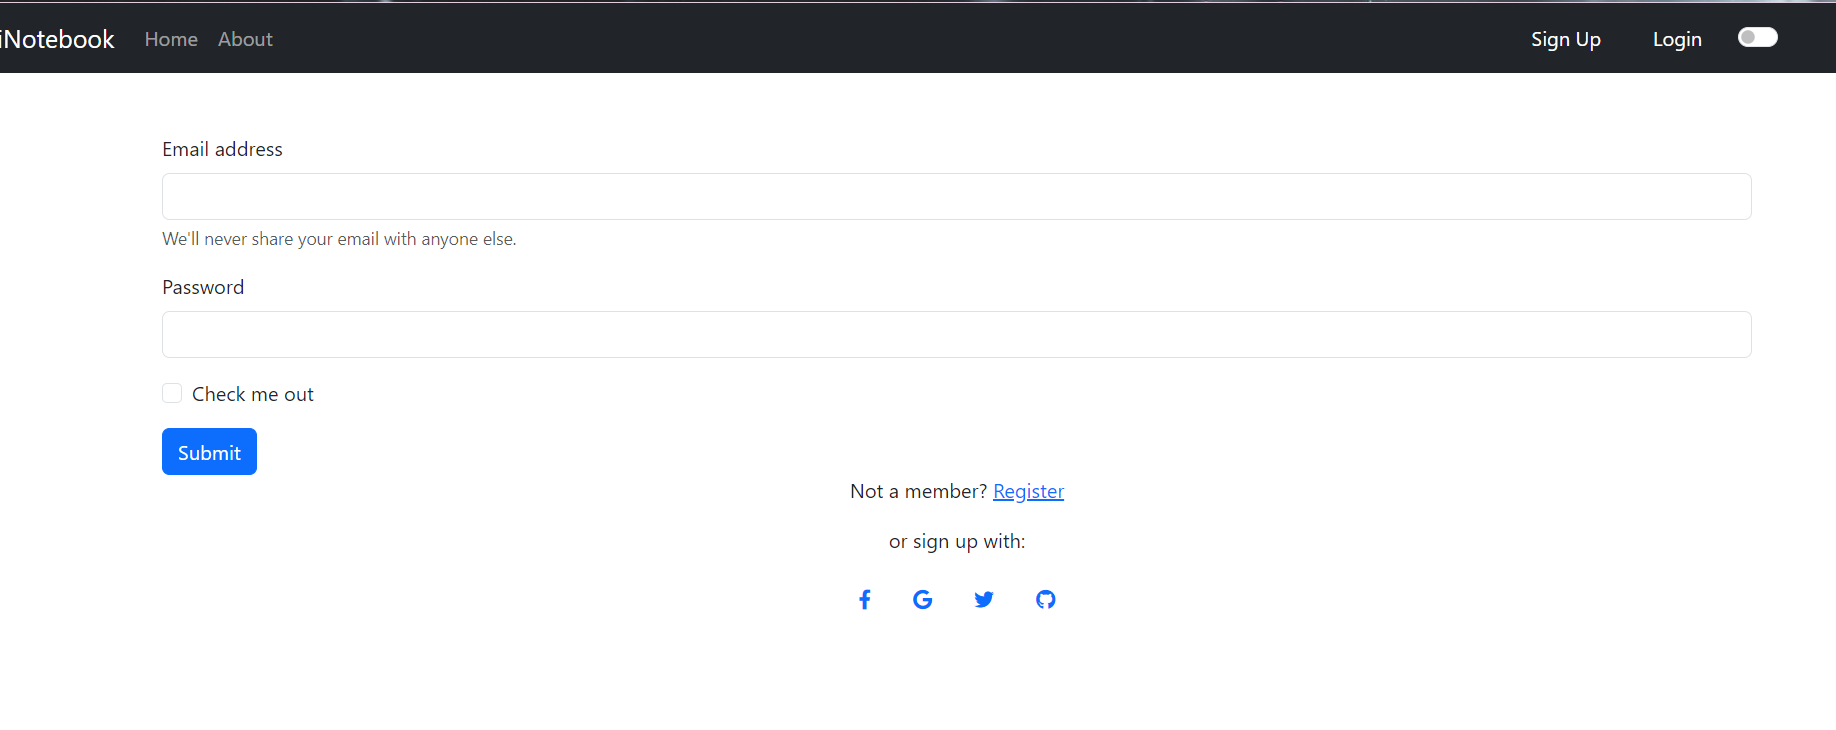 iNotebook Home About Sign Up Login
Email address
We'll never share your email with anyone else.
Password
Check me out
Submit
Not a member? Register
or sign up with: